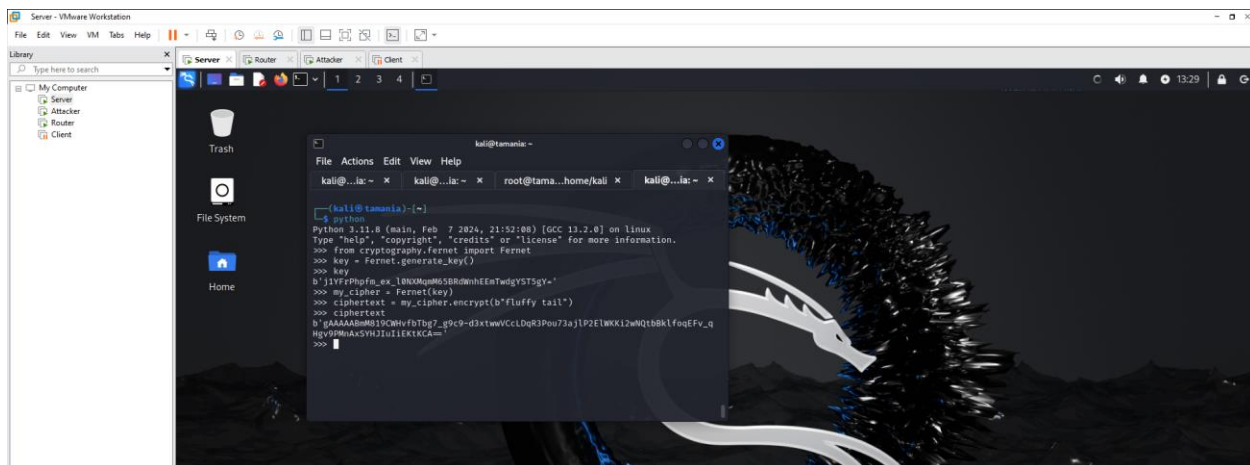 Server - VMware Workstation
File Edit View VM Tabs Help
Library
Type here to search
My Computer
Server
Attacker
Router
Client
Server Router Attacker Client
1 2 3 4
13:29
Trash
File System
Home
kali@tamania: ~
File Actions Edit View Help
kali@...ia: ~ kali@...ia: ~ root@tama...home/kali kali@...ia: ~
(kali㉿tamania)-[~]
$ python
Python 3.11.8 (main, Feb 7 2024, 21:52:08) [GCC 13.2.0] on linux
Type "help", "copyright", "credits" or "license" for more information.
>>> from cryptography.fernet import Fernet
>>> key = Fernet.generate_key()
>>> key
b'j1YFrPhpfm_ex_l0NXMqmM65BRdWnhEEmTwdgYST5gY='
>>> my_cipher = Fernet(key)
>>> ciphertext = my_cipher.encrypt(b"fluffy tail")
>>> ciphertext
b'gAAAAABmM819CWHvfbTbg7_g9c9-d3xtwwVCcLDqR3Pou73ajlP2ElWKKi2wNQtbBklfoqEFv_q
HgV9PMnAxSYHJIuIiEKtKCA=='
>>>